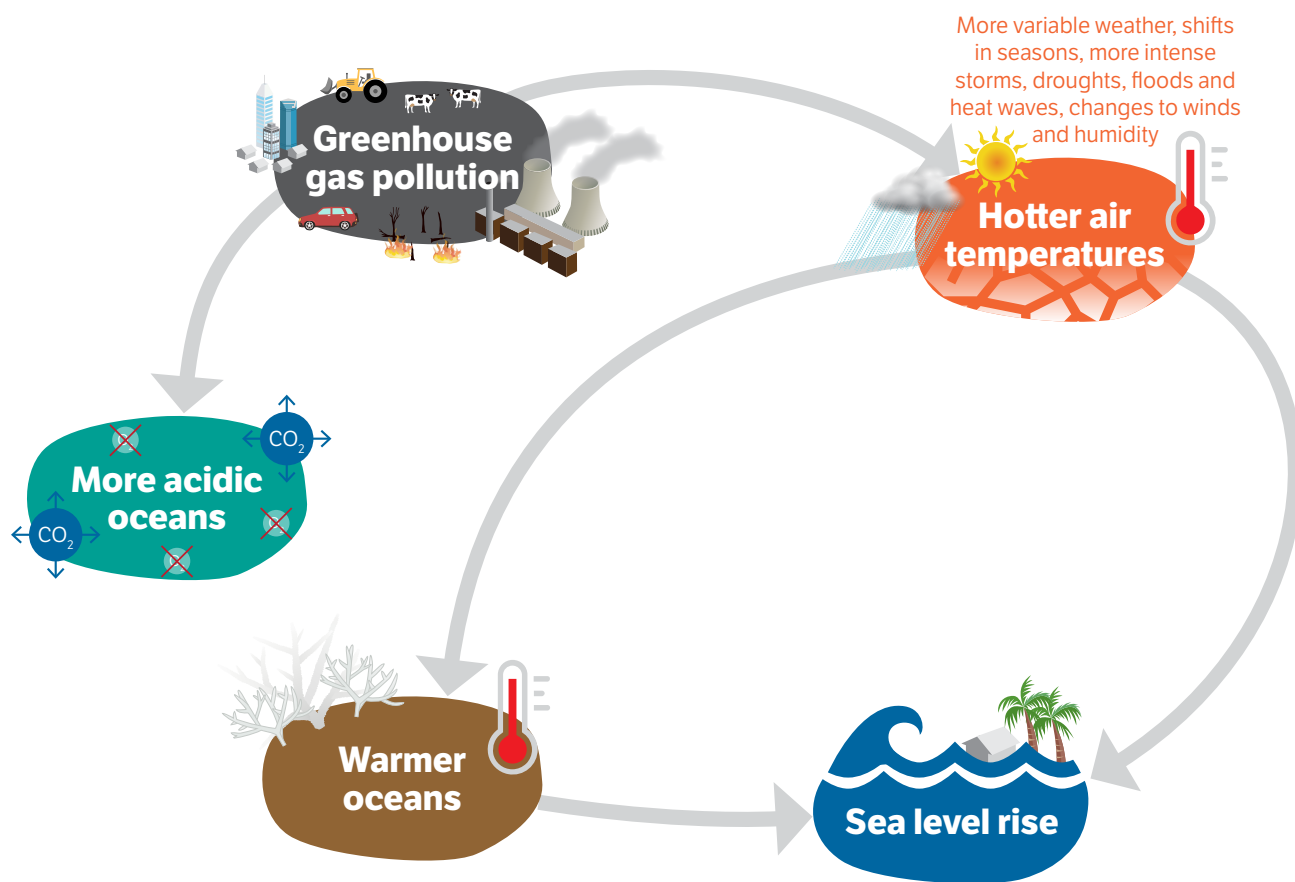 More variable weather, shifts
in seasons, more intense
storms, droughts, floods and
heat waves, changes to winds
and humidity
Greenhouse
gas pollution
Hotter air
temperatures
CO₂
More acidic
oceans
CO₂
Warmer
oceans
Sea level rise